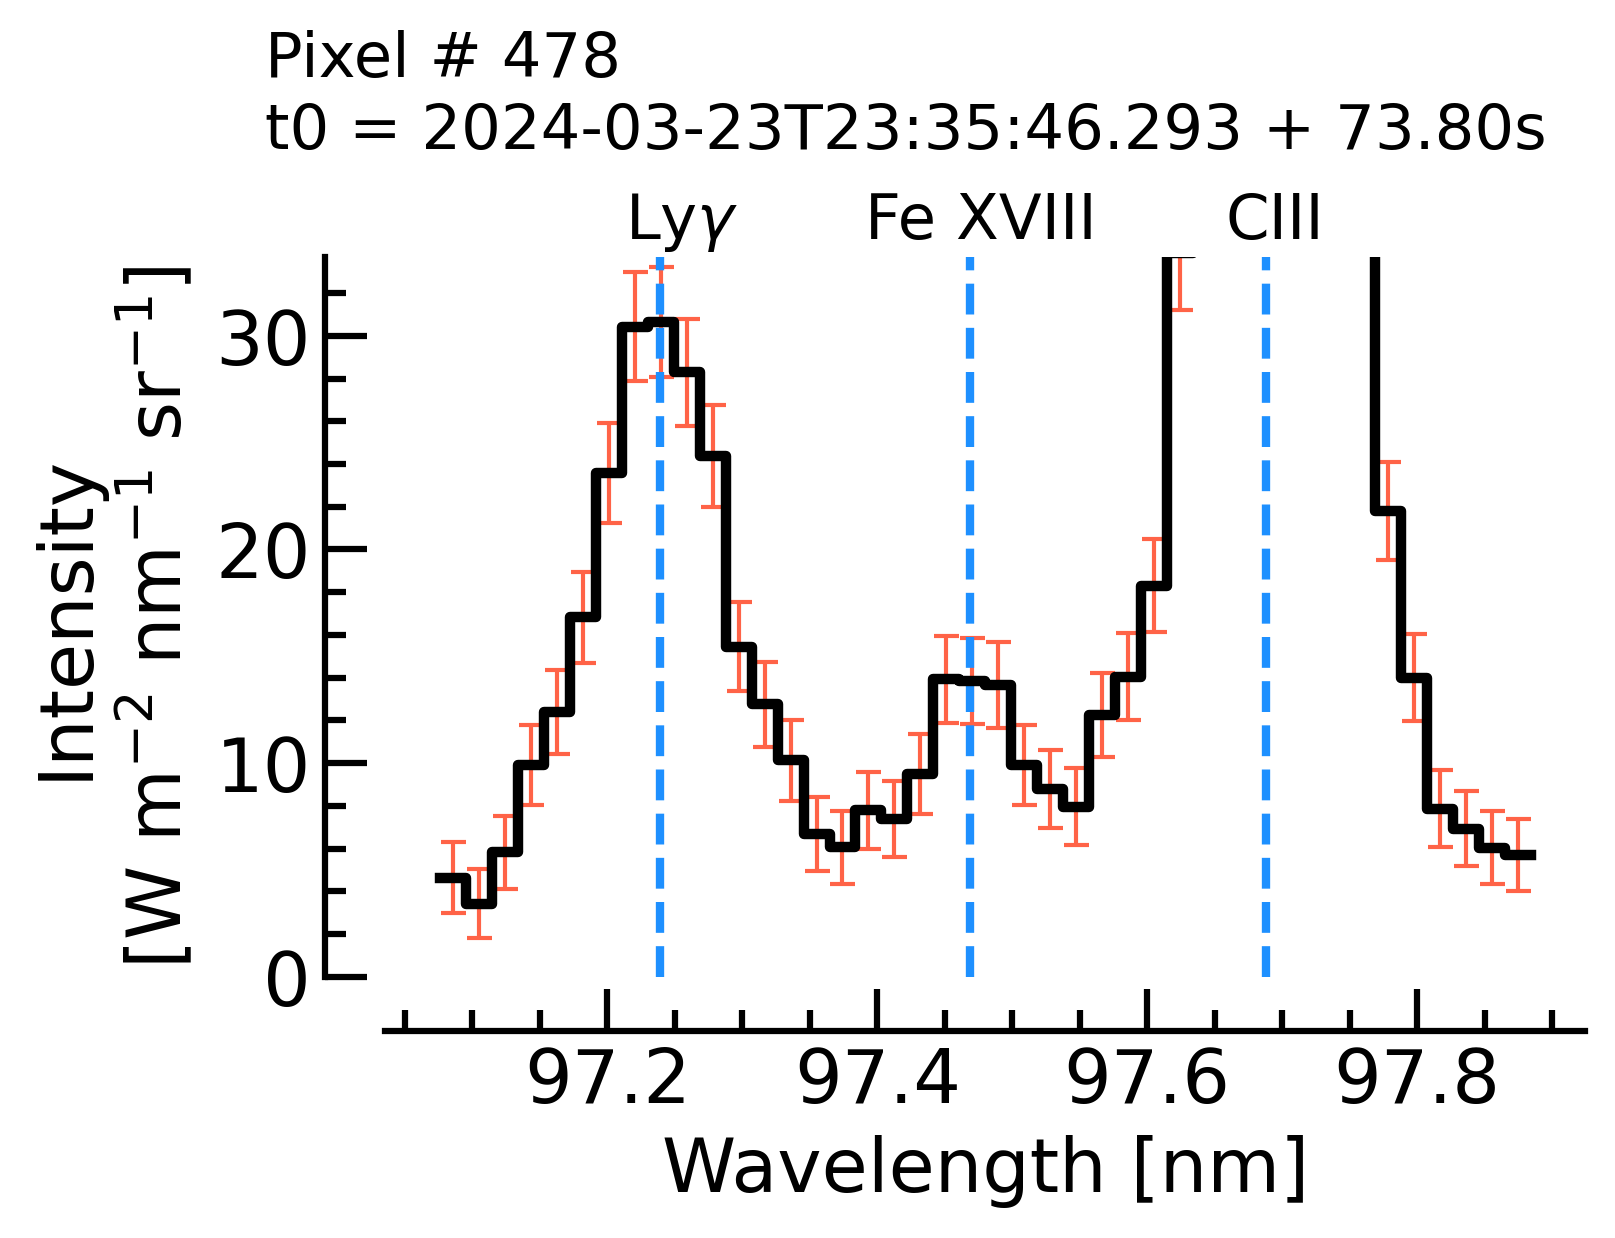 Pixel # 478
t0 = 2024-03-23T23:35:46.293 + 73.80s
Lyγ Fe XVIII CIII
Intensity
[W m⁻² nm⁻¹ sr⁻¹]
30
20
10
0
97.2 97.4 97.6 97.8
Wavelength [nm]